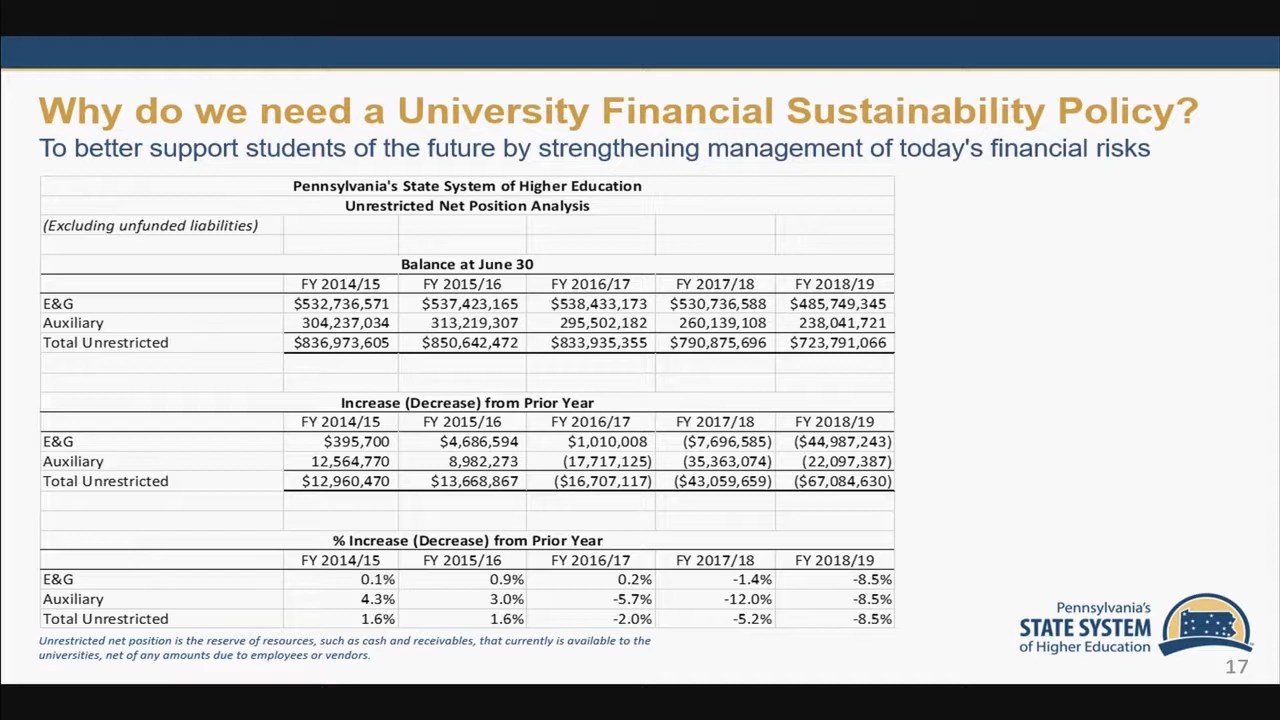 Why do we need a University Financial Sustainability Policy?
To better support students of the future by strengthening management of today's financial risks
Pennsylvania's State System of Higher Education
Unrestricted Net Position Analysis
(Excluding unfunded liabilities)
Balance at June 30
FY 2014/15 FY 2015/16 FY 2016/17 FY 2017/18 FY 2018/19
E&G $532,736,571 $537,423,165 $538,433,173 $530,736,588 $485,749,345
Auxiliary 304,237,034 313,219,307 295,502,182 260,139,108 238,041,721
Total Unrestricted $836,973,605 $850,642,472 $833,935,355 $790,875,696 $723,791,066
Increase (Decrease) from Prior Year
FY 2014/15 FY 2015/16 FY 2016/17 FY 2017/18 FY 2018/19
E&G $395,700 $4,686,594 $1,010,008 ($7,696,585) ($44,987,243)
Auxiliary 12,564,770 8,982,273 (17,717,125) (35,363,074) (22,097,387)
Total Unrestricted $12,960,470 $13,668,867 ($16,707,117) ($43,059,659) ($67,084,630)
% Increase (Decrease) from Prior Year
FY 2014/15 FY 2015/16 FY 2016/17 FY 2017/18 FY 2018/19
E&G 0.1% 0.9% 0.2% -1.4% -8.5%
Auxiliary 4.3% 3.0% -5.7% -12.0% -8.5%
Total Unrestricted 1.6% 1.6% -2.0% -5.2% -8.5%
Unrestricted net position is the reserve of resources, such as cash and receivables, that currently is available to the
universities, net of any amounts due to employees or vendors.
Pennsylvania's
STATE SYSTEM
of Higher Education
17